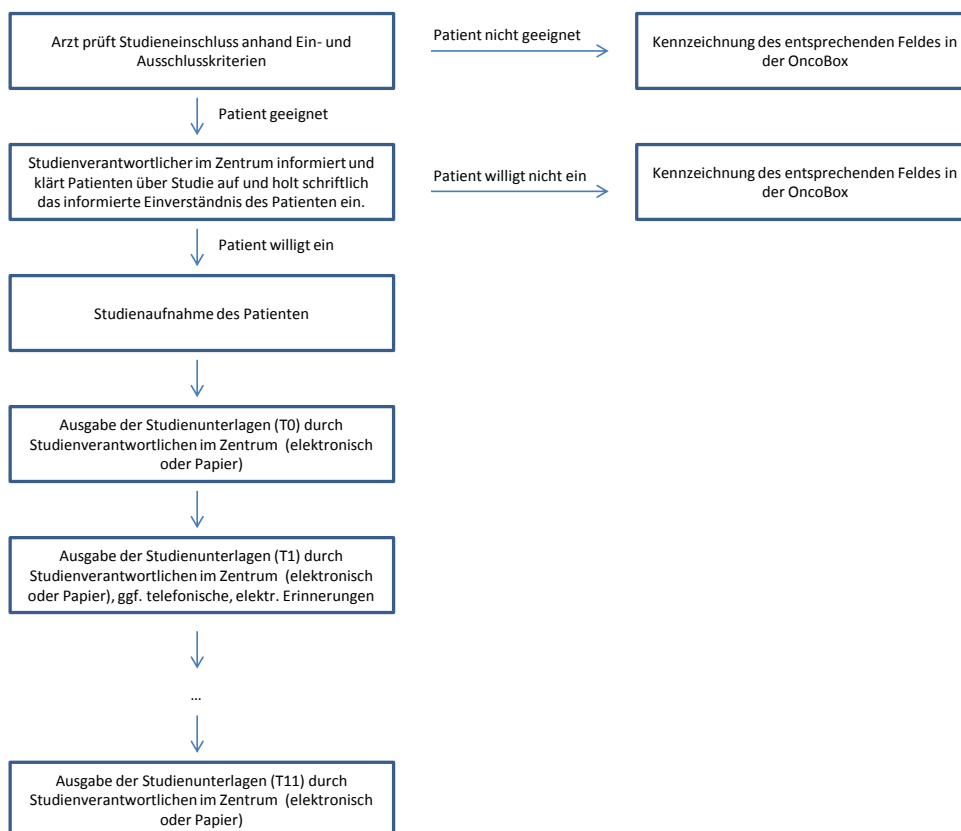 Arzt prüft Studieneinschluss anhand Ein- und
Ausschlusskriterien
Patient nicht geeignet
Kennzeichnung des entsprechenden Feldes in
der OncoBox
Patient geeignet
Studienverantwortlicher im Zentrum informiert und
klärt Patienten über Studie auf und holt schriftlich
das informierte Einverständnis des Patienten ein.
Patient willigt nicht ein
Kennzeichnung des entsprechenden Feldes in
der OncoBox
Patient willigt ein
Studienaufnahme des Patienten
Ausgabe der Studienunterlagen (T0) durch
Studienverantwortlichen im Zentrum (elektronisch
oder Papier)
Ausgabe der Studienunterlagen (T1) durch
Studienverantwortlichen im Zentrum (elektronisch
oder Papier), ggf. telefonische, elektr. Erinnerungen
...
Ausgabe der Studienunterlagen (T11) durch
Studienverantwortlichen im Zentrum (elektronisch
oder Papier)